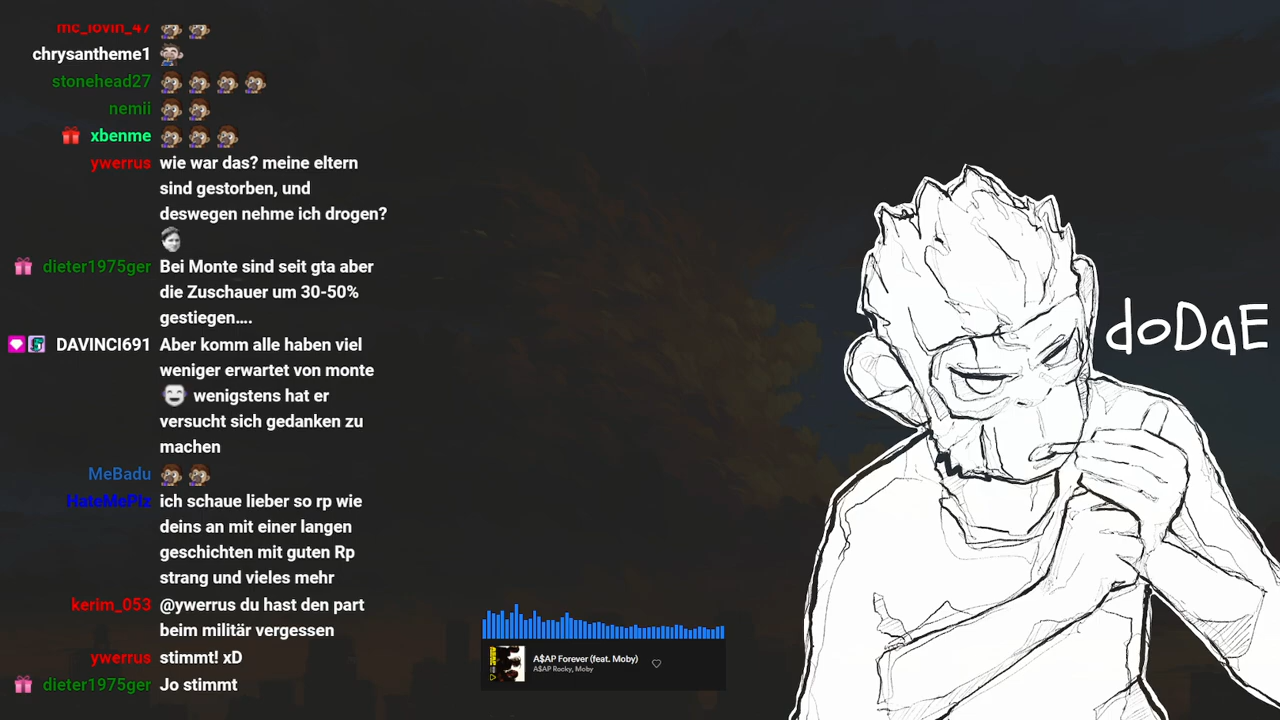 mc_lovin_47
chrysantheme1
stonehead27
nemii
xbenme
ywerrus wie war das? meine eltern
sind gestorben, und
deswegen nehme ich drogen?
dieter1975ger Bei Monte sind seit gta aber
die Zuschauer um 30-50%
gestiegen....
DAVINCI691 Aber komm alle haben viel
weniger erwartet von monte
wenigstens hat er
versucht sich gedanken zu
machen
MeBadu
HateMePlz ich schaue lieber so rp wie
deins an mit einer langen
geschichten mit guten Rp
strang und vieles mehr
kerim_053 @ywerrus du hast den part
beim militär vergessen
ywerrus stimmt! xD
dieter1975ger Jo stimmt
A$AP Forever (feat. Moby)
A$AP Rocky, Moby
doDaE